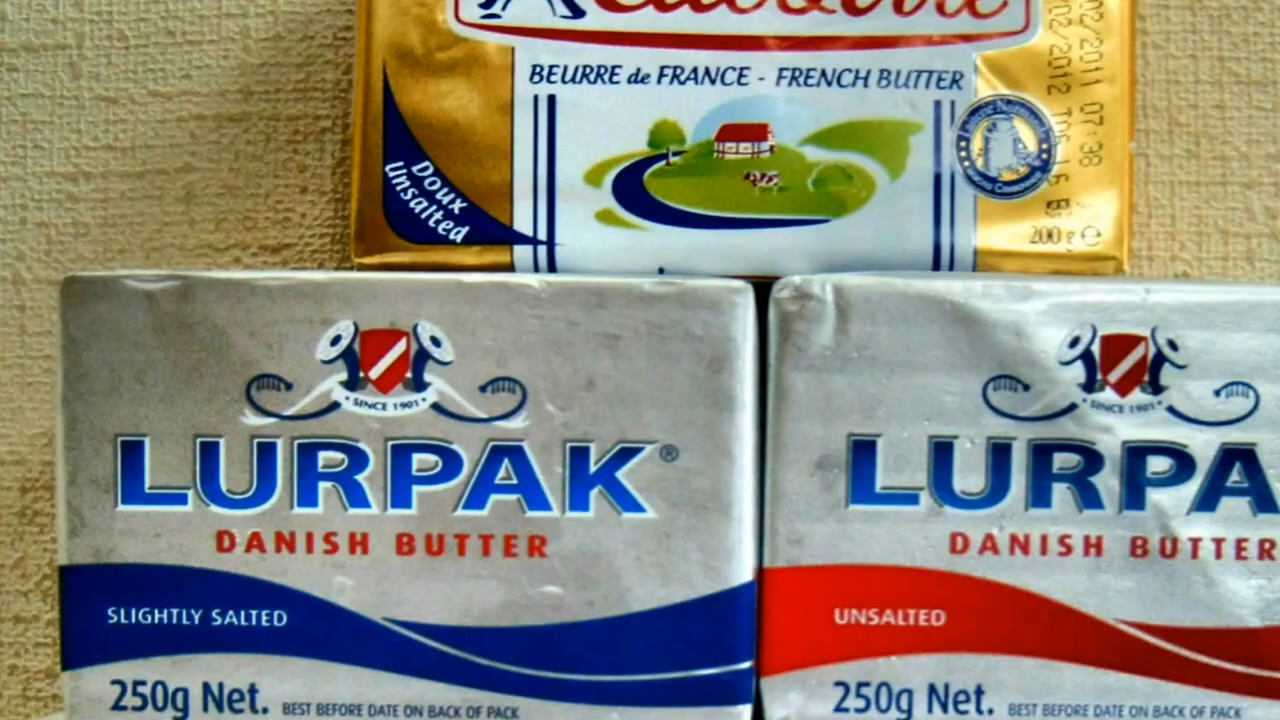 BEURRE de FRANCE - FRENCH BUTTER
Doux
Unsalted
02/2011 07:38
02/2012
200 g
SINCE 1901
LURPAK®
DANISH BUTTER
SLIGHTLY SALTED
250g Net. BEST BEFORE DATE ON BACK OF PACK
SINCE 1901
LURPA
DANISH BUTTER
UNSALTED
250g Net. BEST BEFORE DATE ON BACK OF PACK